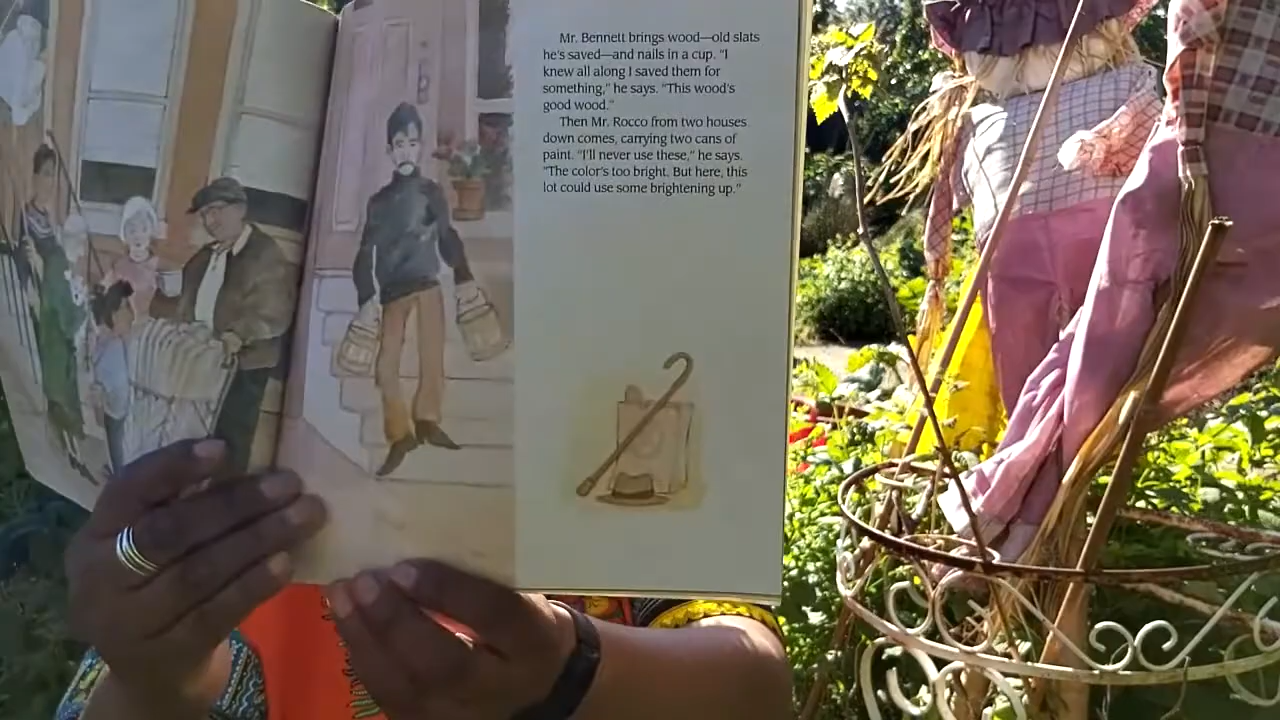 Mr. Bennett brings wood—old slats
he's saved—and nails in a cup. "I
knew all along I saved them for
something," he says. "This wood's
good wood."
Then Mr. Rocco from two houses
down comes, carrying two cans of
paint. "I'll never use these," he says.
"The color's too bright. But here, this
lot could use some brightening up."